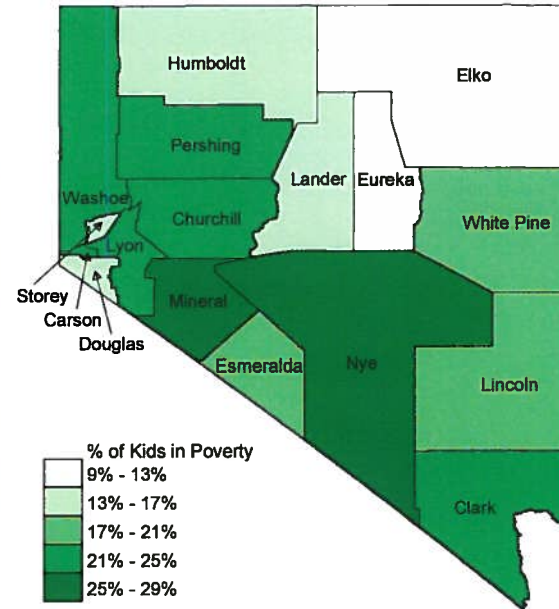 Humboldt
Elko
Pershing
Lander
Eureka
Washoe
Churchill
White Pine
Lyon
Storey
Carson
Douglas
Mineral
Esmeralda
Nye
Lincoln
Clark
% of Kids in Poverty
9% - 13%
13% - 17%
17% - 21%
21% - 25%
25% - 29%